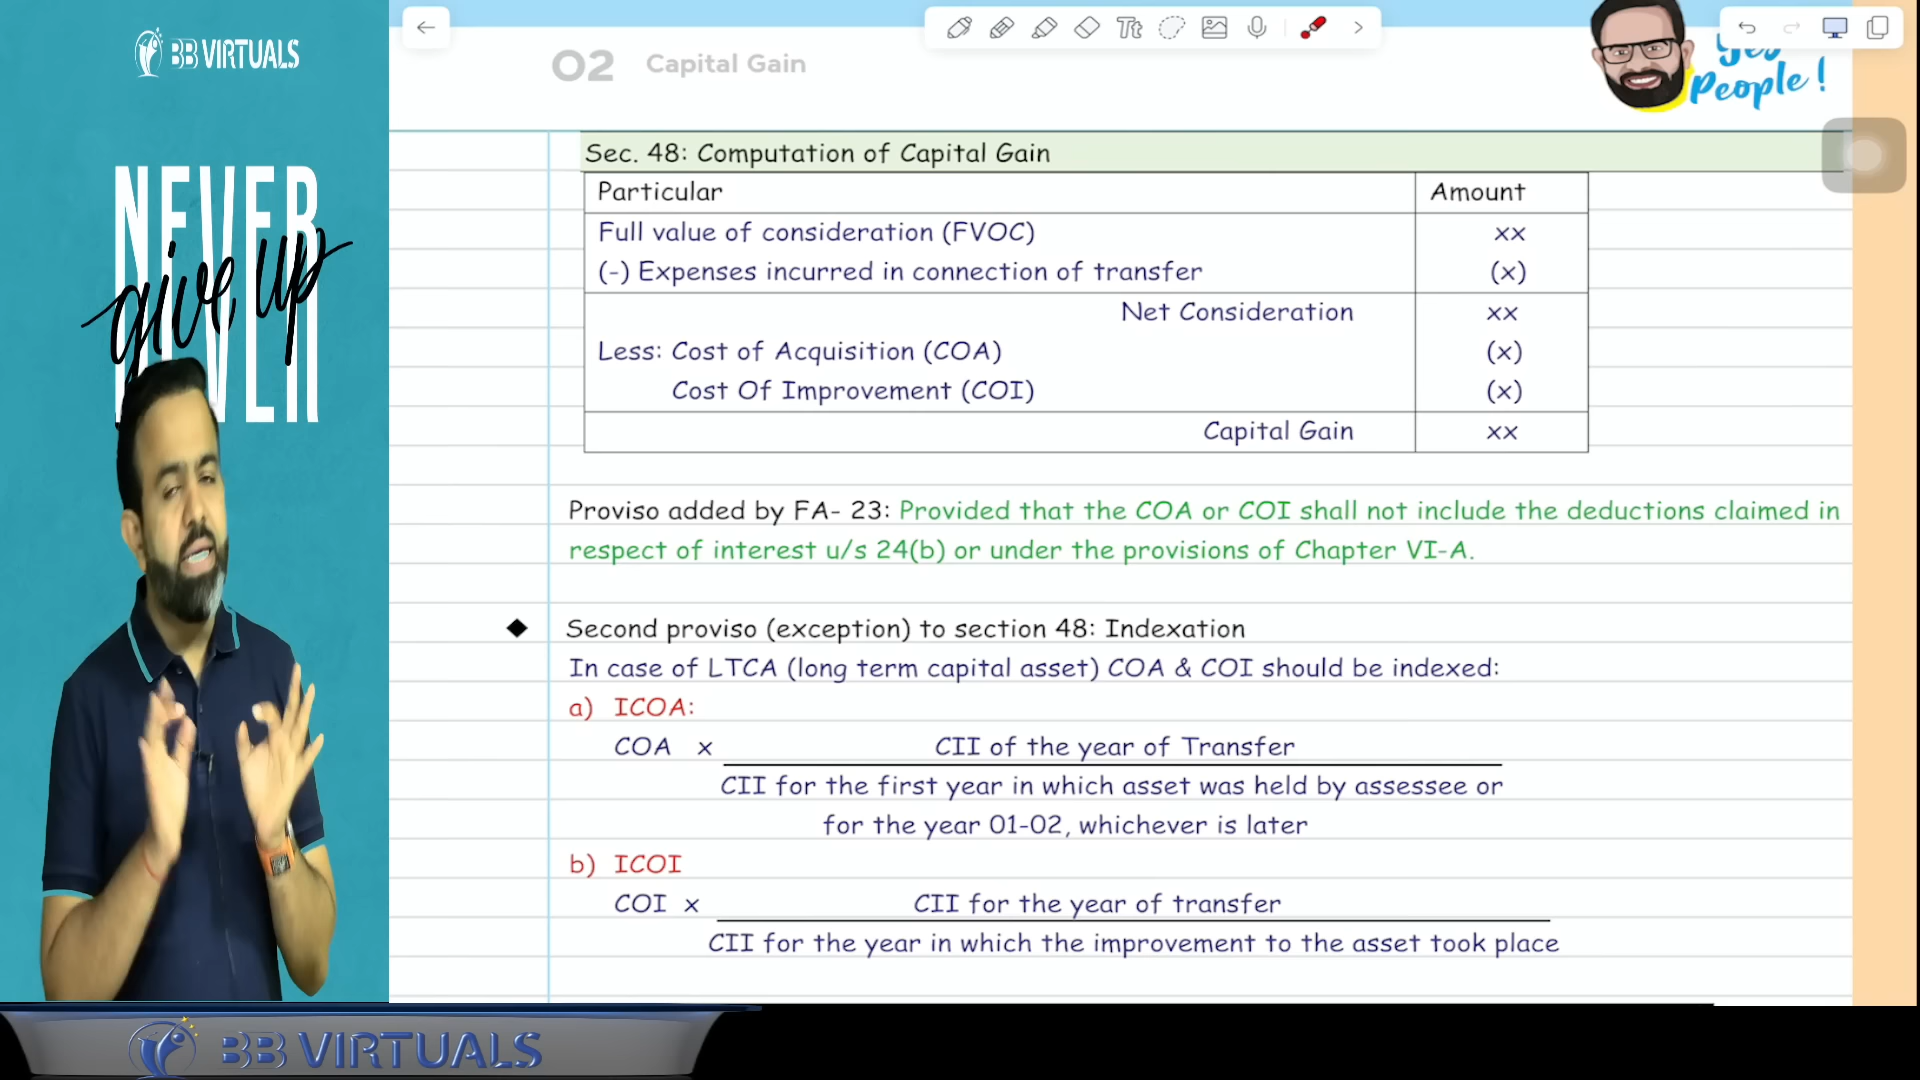 BB VIRTUALS
NEVER
give up
NEVER
02 Capital Gain
Yes
People!
Sec. 48: Computation of Capital Gain
Particular Amount
Full value of consideration (FVOC) xx
(-) Expenses incurred in connection of transfer (x)
Net Consideration xx
Less: Cost of Acquisition (COA) (x)
Cost Of Improvement (COI) (x)
Capital Gain xx
Proviso added by FA- 23: Provided that the COA or COI shall not include the deductions claimed in
respect of interest u/s 24(b) or under the provisions of Chapter VI-A.
Second proviso (exception) to section 48: Indexation
In case of LTCA (long term capital asset) COA & COI should be indexed:
a) ICOA:
COA x CII of the year of Transfer
CII for the first year in which asset was held by assessee or
for the year 01-02, whichever is later
b) ICOI
COI x CII for the year of transfer
CII for the year in which the improvement to the asset took place
BB VIRTUALS